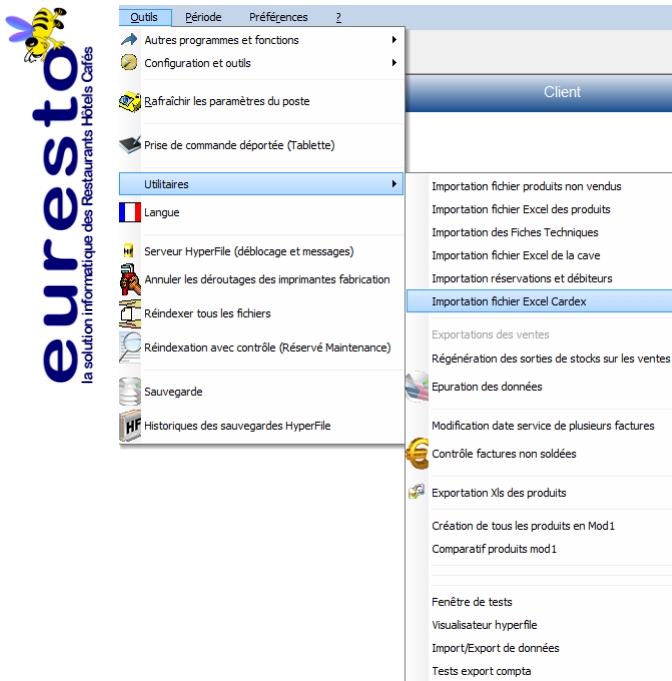 euresto
la solution informatique des Restaurants Hôtels Cafés
Outils Période Préférences ?
Autres programmes et fonctions
Configuration et outils
Rafraîchir les paramètres du poste
Prise de commande déportée (Tablette)
Utilitaires
Langue
Serveur HyperFile (déblocage et messages)
Annuler les déroutages des imprimantes fabrication
Réindexer tous les fichiers
Réindexation avec contrôle (Réservé Maintenance)
Sauvegarde
HF
Historiques des sauvegardes HyperFile
Client
Importation fichier produits non vendus
Importation fichier Excel des produits
Importation des Fiches Techniques
Importation fichier Excel de la cave
Importation réservations et débiteurs
Importation fichier Excel Cardex
Exportations des ventes
Régénération des sorties de stocks sur les ventes
Epuration des données
Modification date service de plusieurs factures
Contrôle factures non soldées
Exportation Xls des produits
Création de tous les produits en Mod1
Comparatif produits mod1
Fenêtre de tests
Visualisateur hyperfile
Import/Export de données
Tests export compta